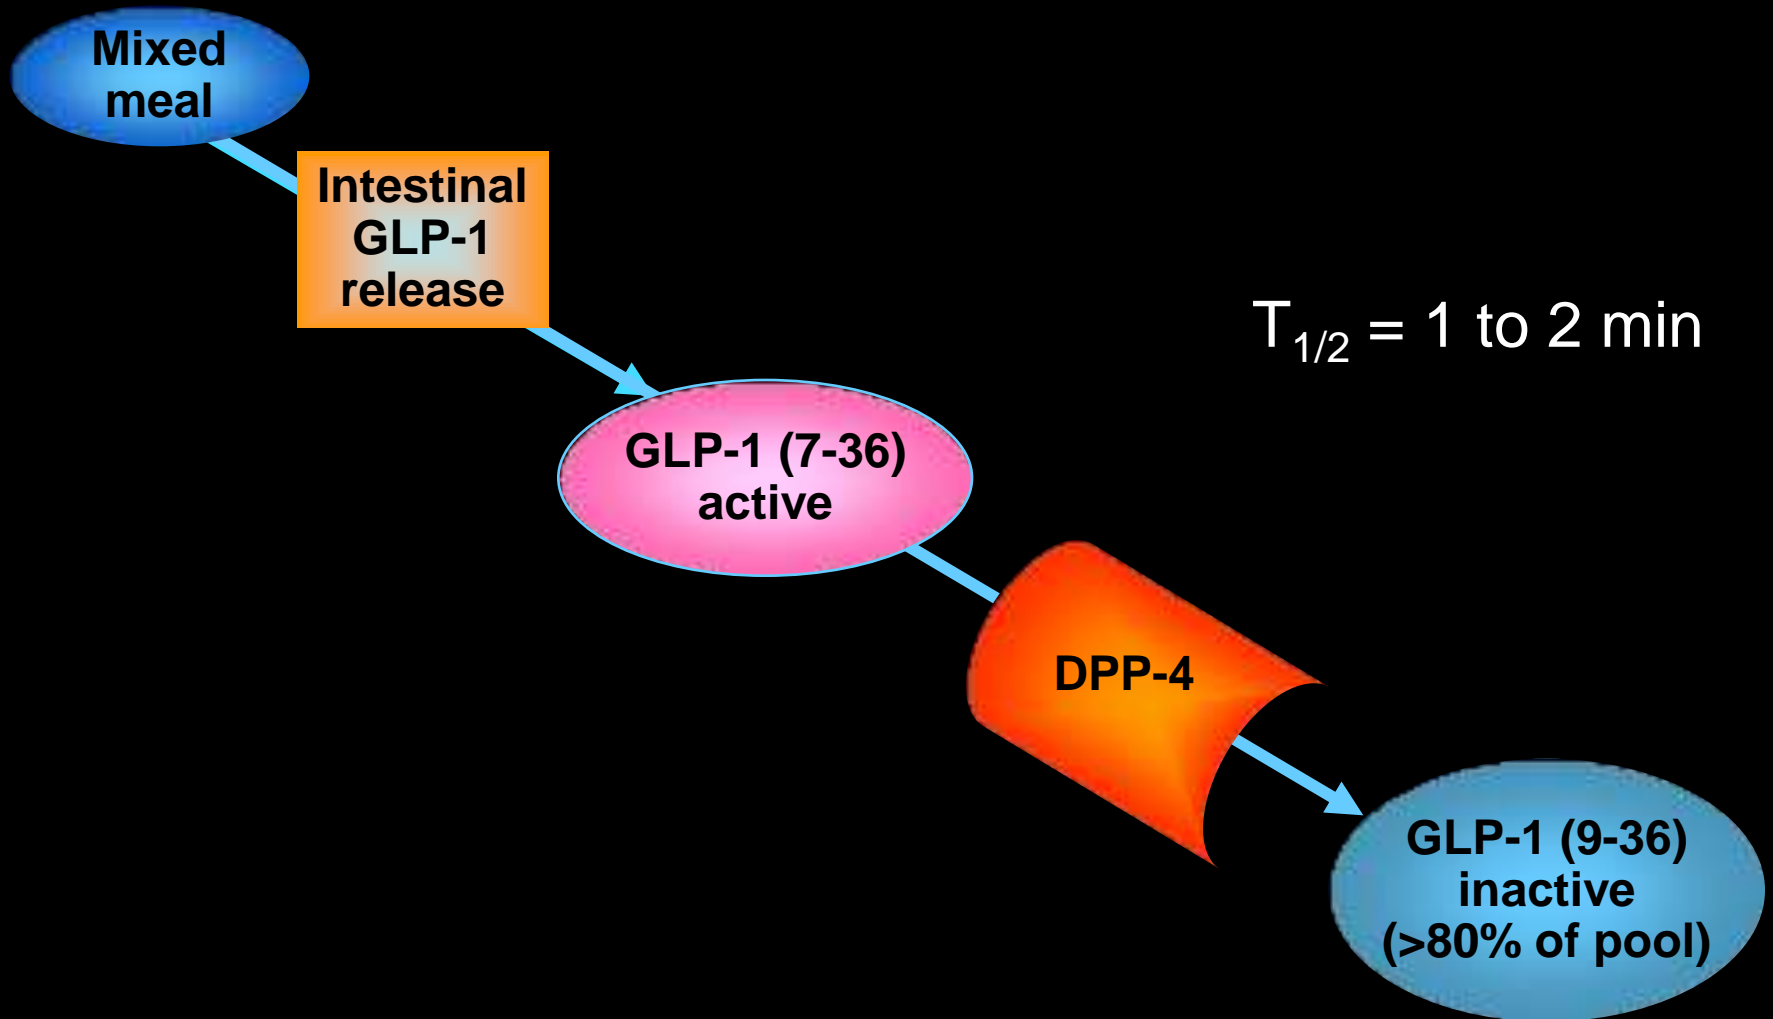 Mixed
meal
Intestinal
GLP-1
release
T1/2 = 1 to 2 min
GLP-1 (7-36)
active
DPP-4
GLP-1 (9-36)
inactive
(>80% of pool)